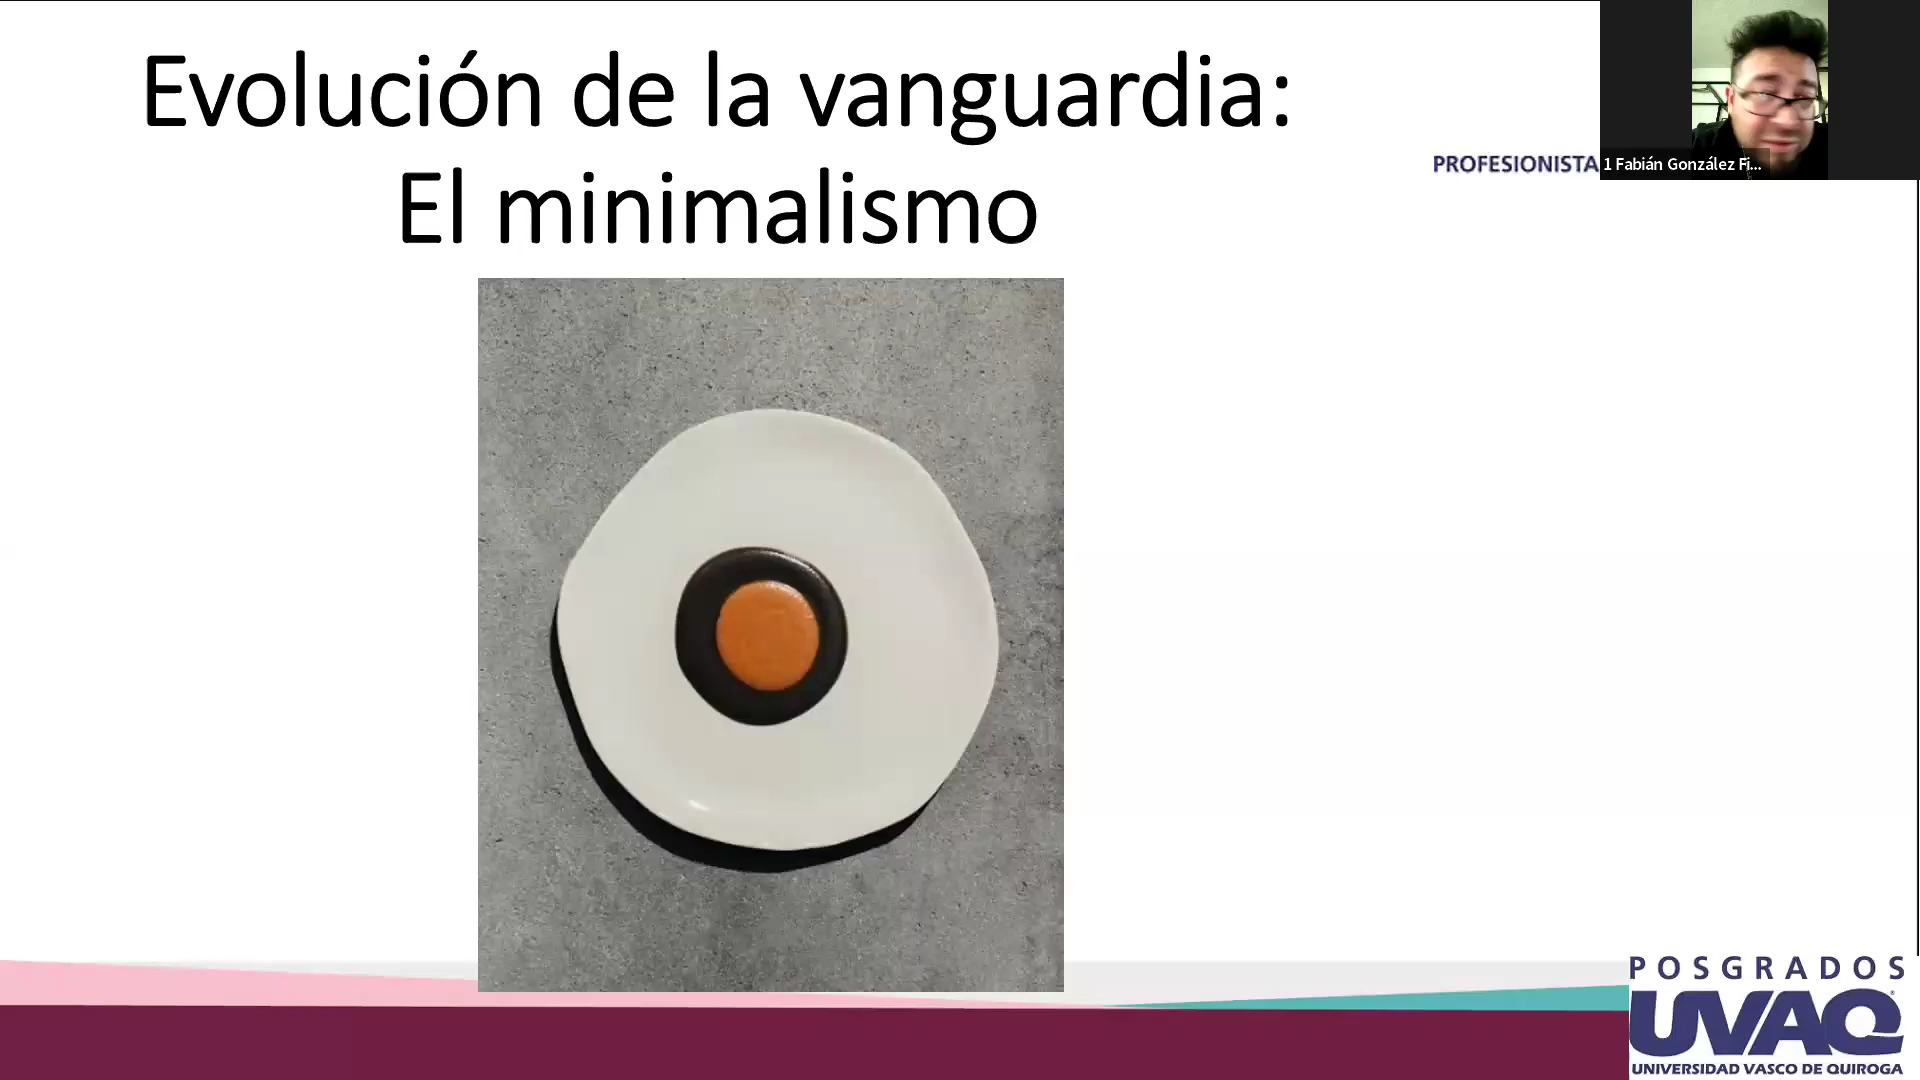 Evolución de la vanguardia:
El minimalismo
PROFESIONISTA
1 Fabián González Fi...
POSGRADOS
UVAQ
UNIVERSIDAD VASCO DE QUIROGA